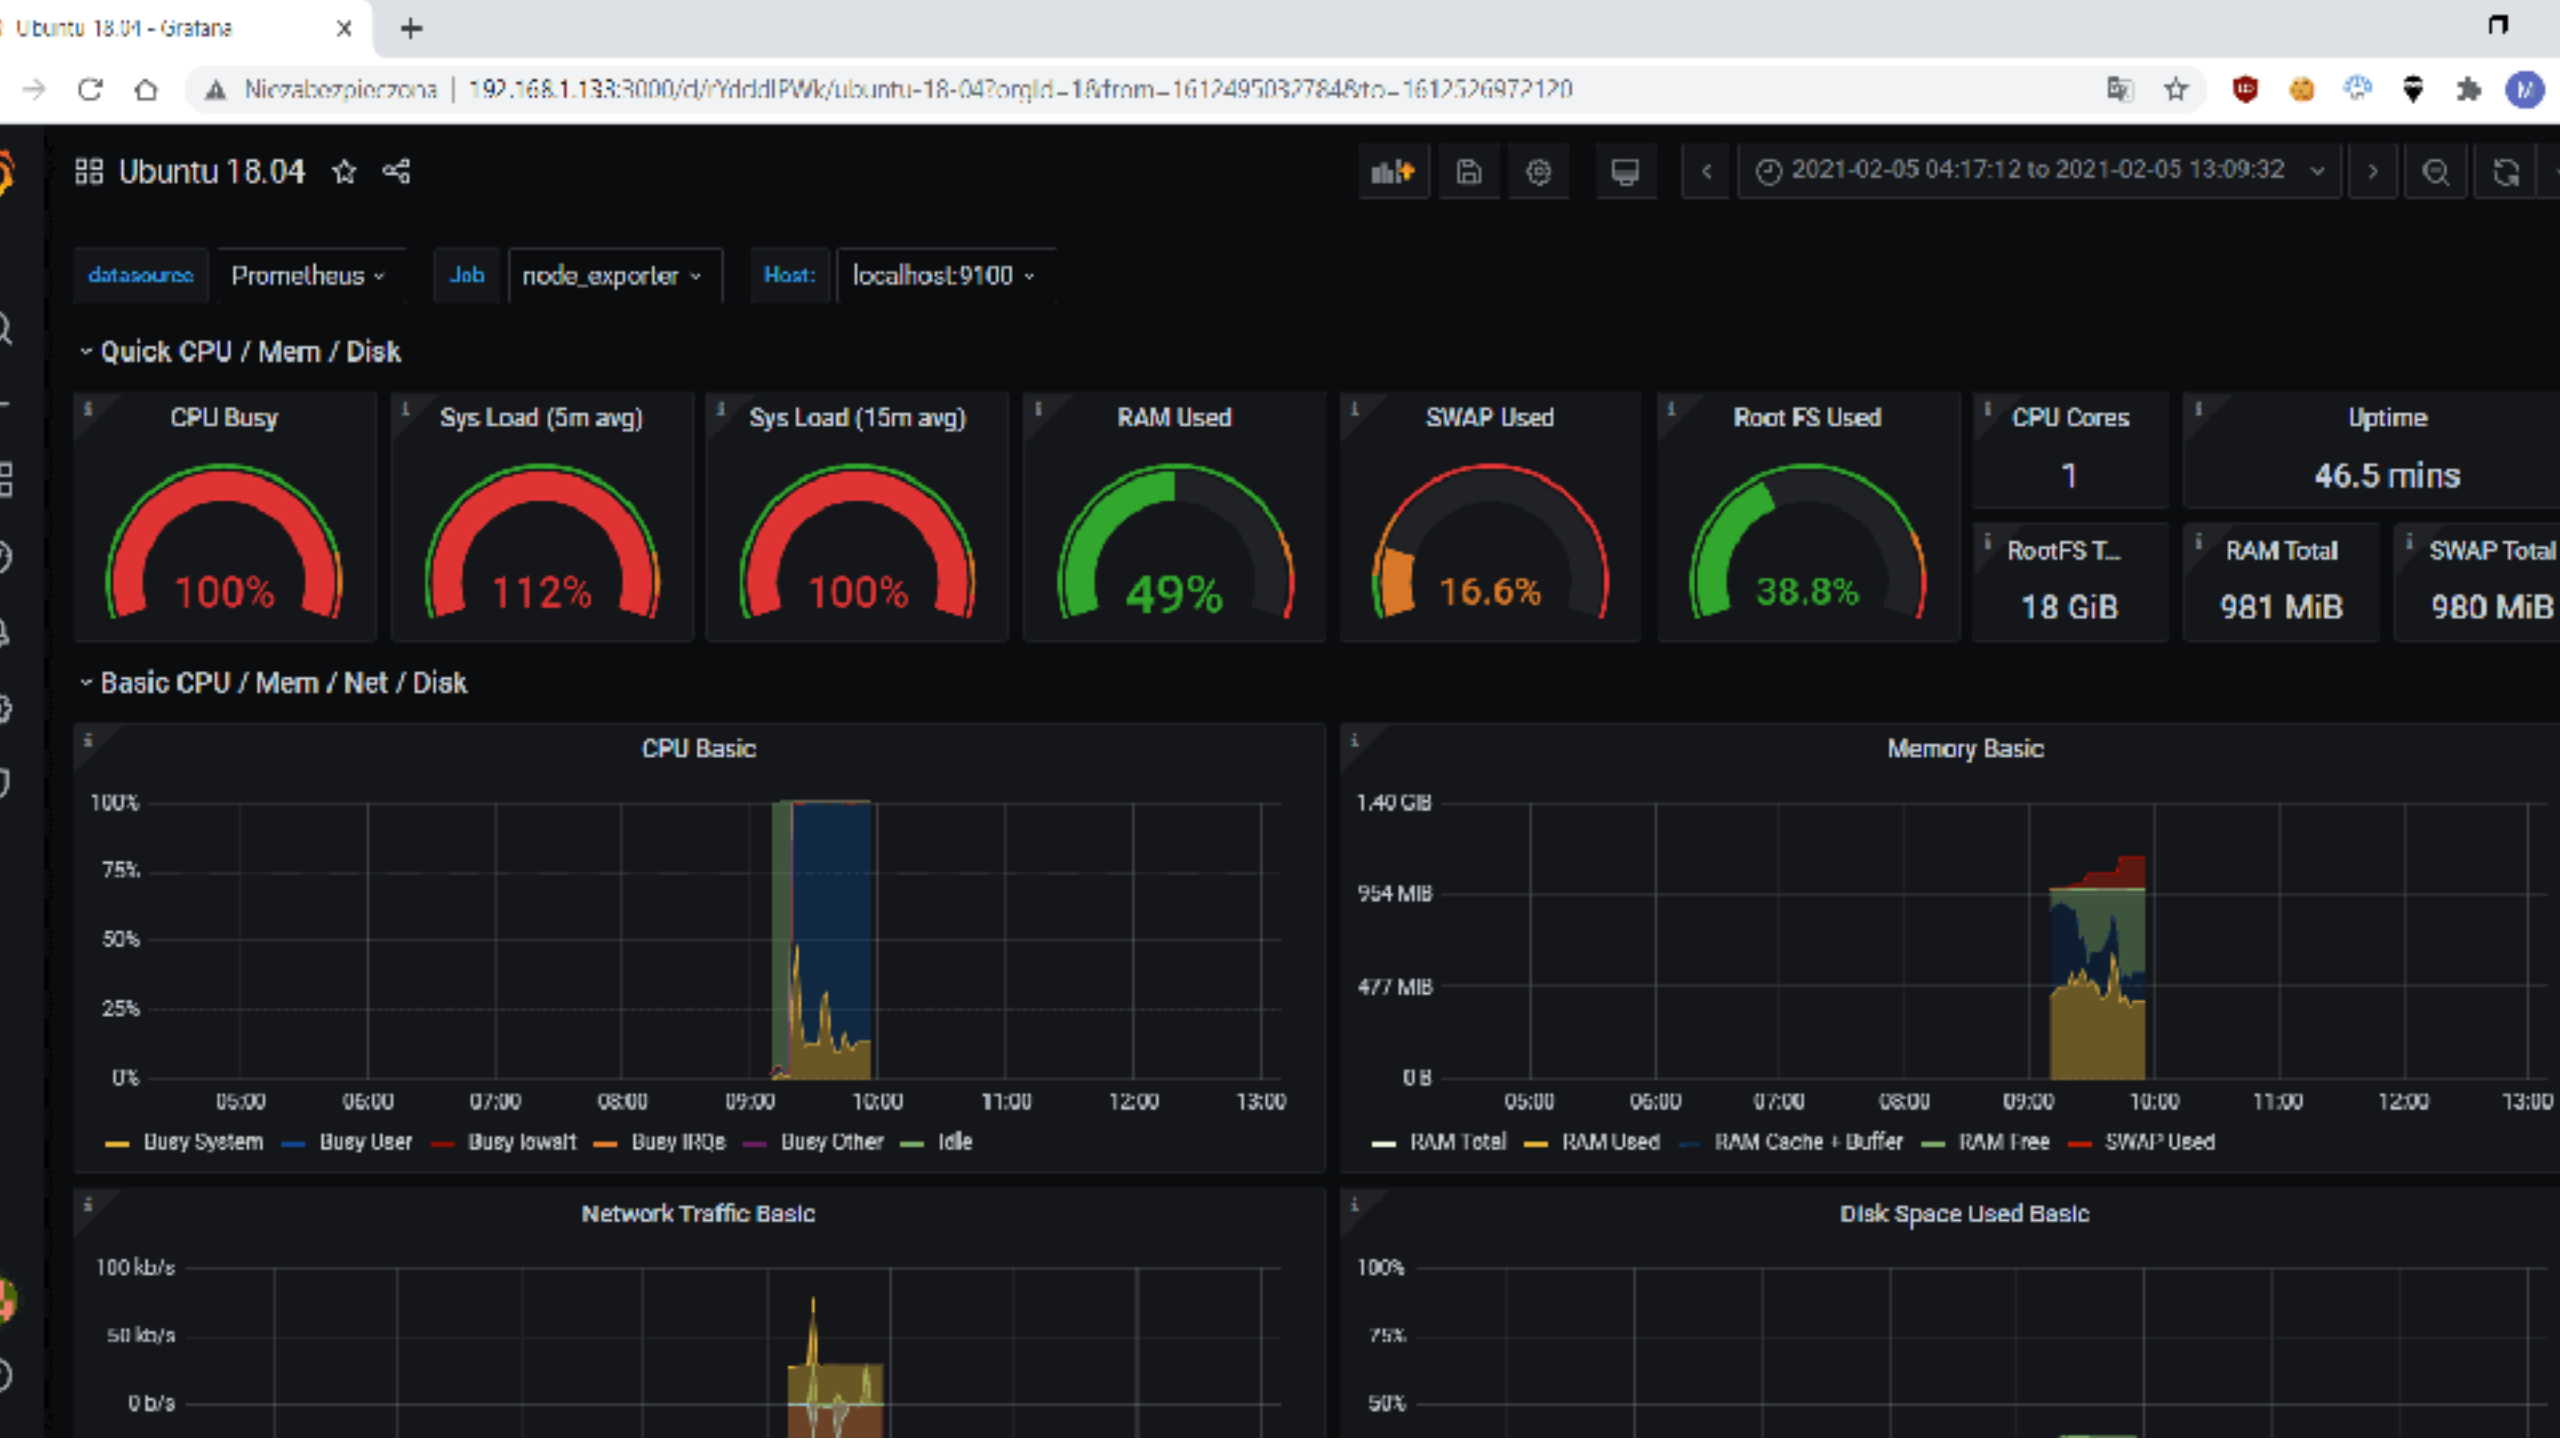 Ubuntu 18.04 - Grafana
Niezabezpieczona | 192.168.1.133:3000/d/rYdddlPWk/ubuntu-18-04?orgId=1&from=1612495032784&to=1612526972120
M
Ubuntu 18.04
2021-02-05 04:17:12 to 2021-02-05 13:09:32
datasource Prometheus Job node_exporter Host: localhost:9100
Quick CPU / Mem / Disk
CPU Busy Sys Load (5m avg) Sys Load (15m avg) RAM Used SWAP Used Root FS Used CPU Cores Uptime
1 46.5 mins
RootFS T... RAM Total SWAP Total
100% 112% 100% 49% 16.6% 38.8% 18 GiB 981 MiB 980 MiB
Basic CPU / Mem / Net / Disk
CPU Basic
100%
75%
50%
25%
0%
05:00 06:00 07:00 08:00 09:00 10:00 11:00 12:00 13:00
Busy System Busy User Busy Iowait Busy IRQs Busy Other Idle
Memory Basic
1.40 GiB
954 MiB
477 MiB
0 B
05:00 06:00 07:00 08:00 09:00 10:00 11:00 12:00 13:00
RAM Total RAM Used RAM Cache + Buffer RAM Free SWAP Used
Network Traffic Basic
100 kb/s
50 kb/s
0 b/s
Disk Space Used Basic
100%
75%
50%